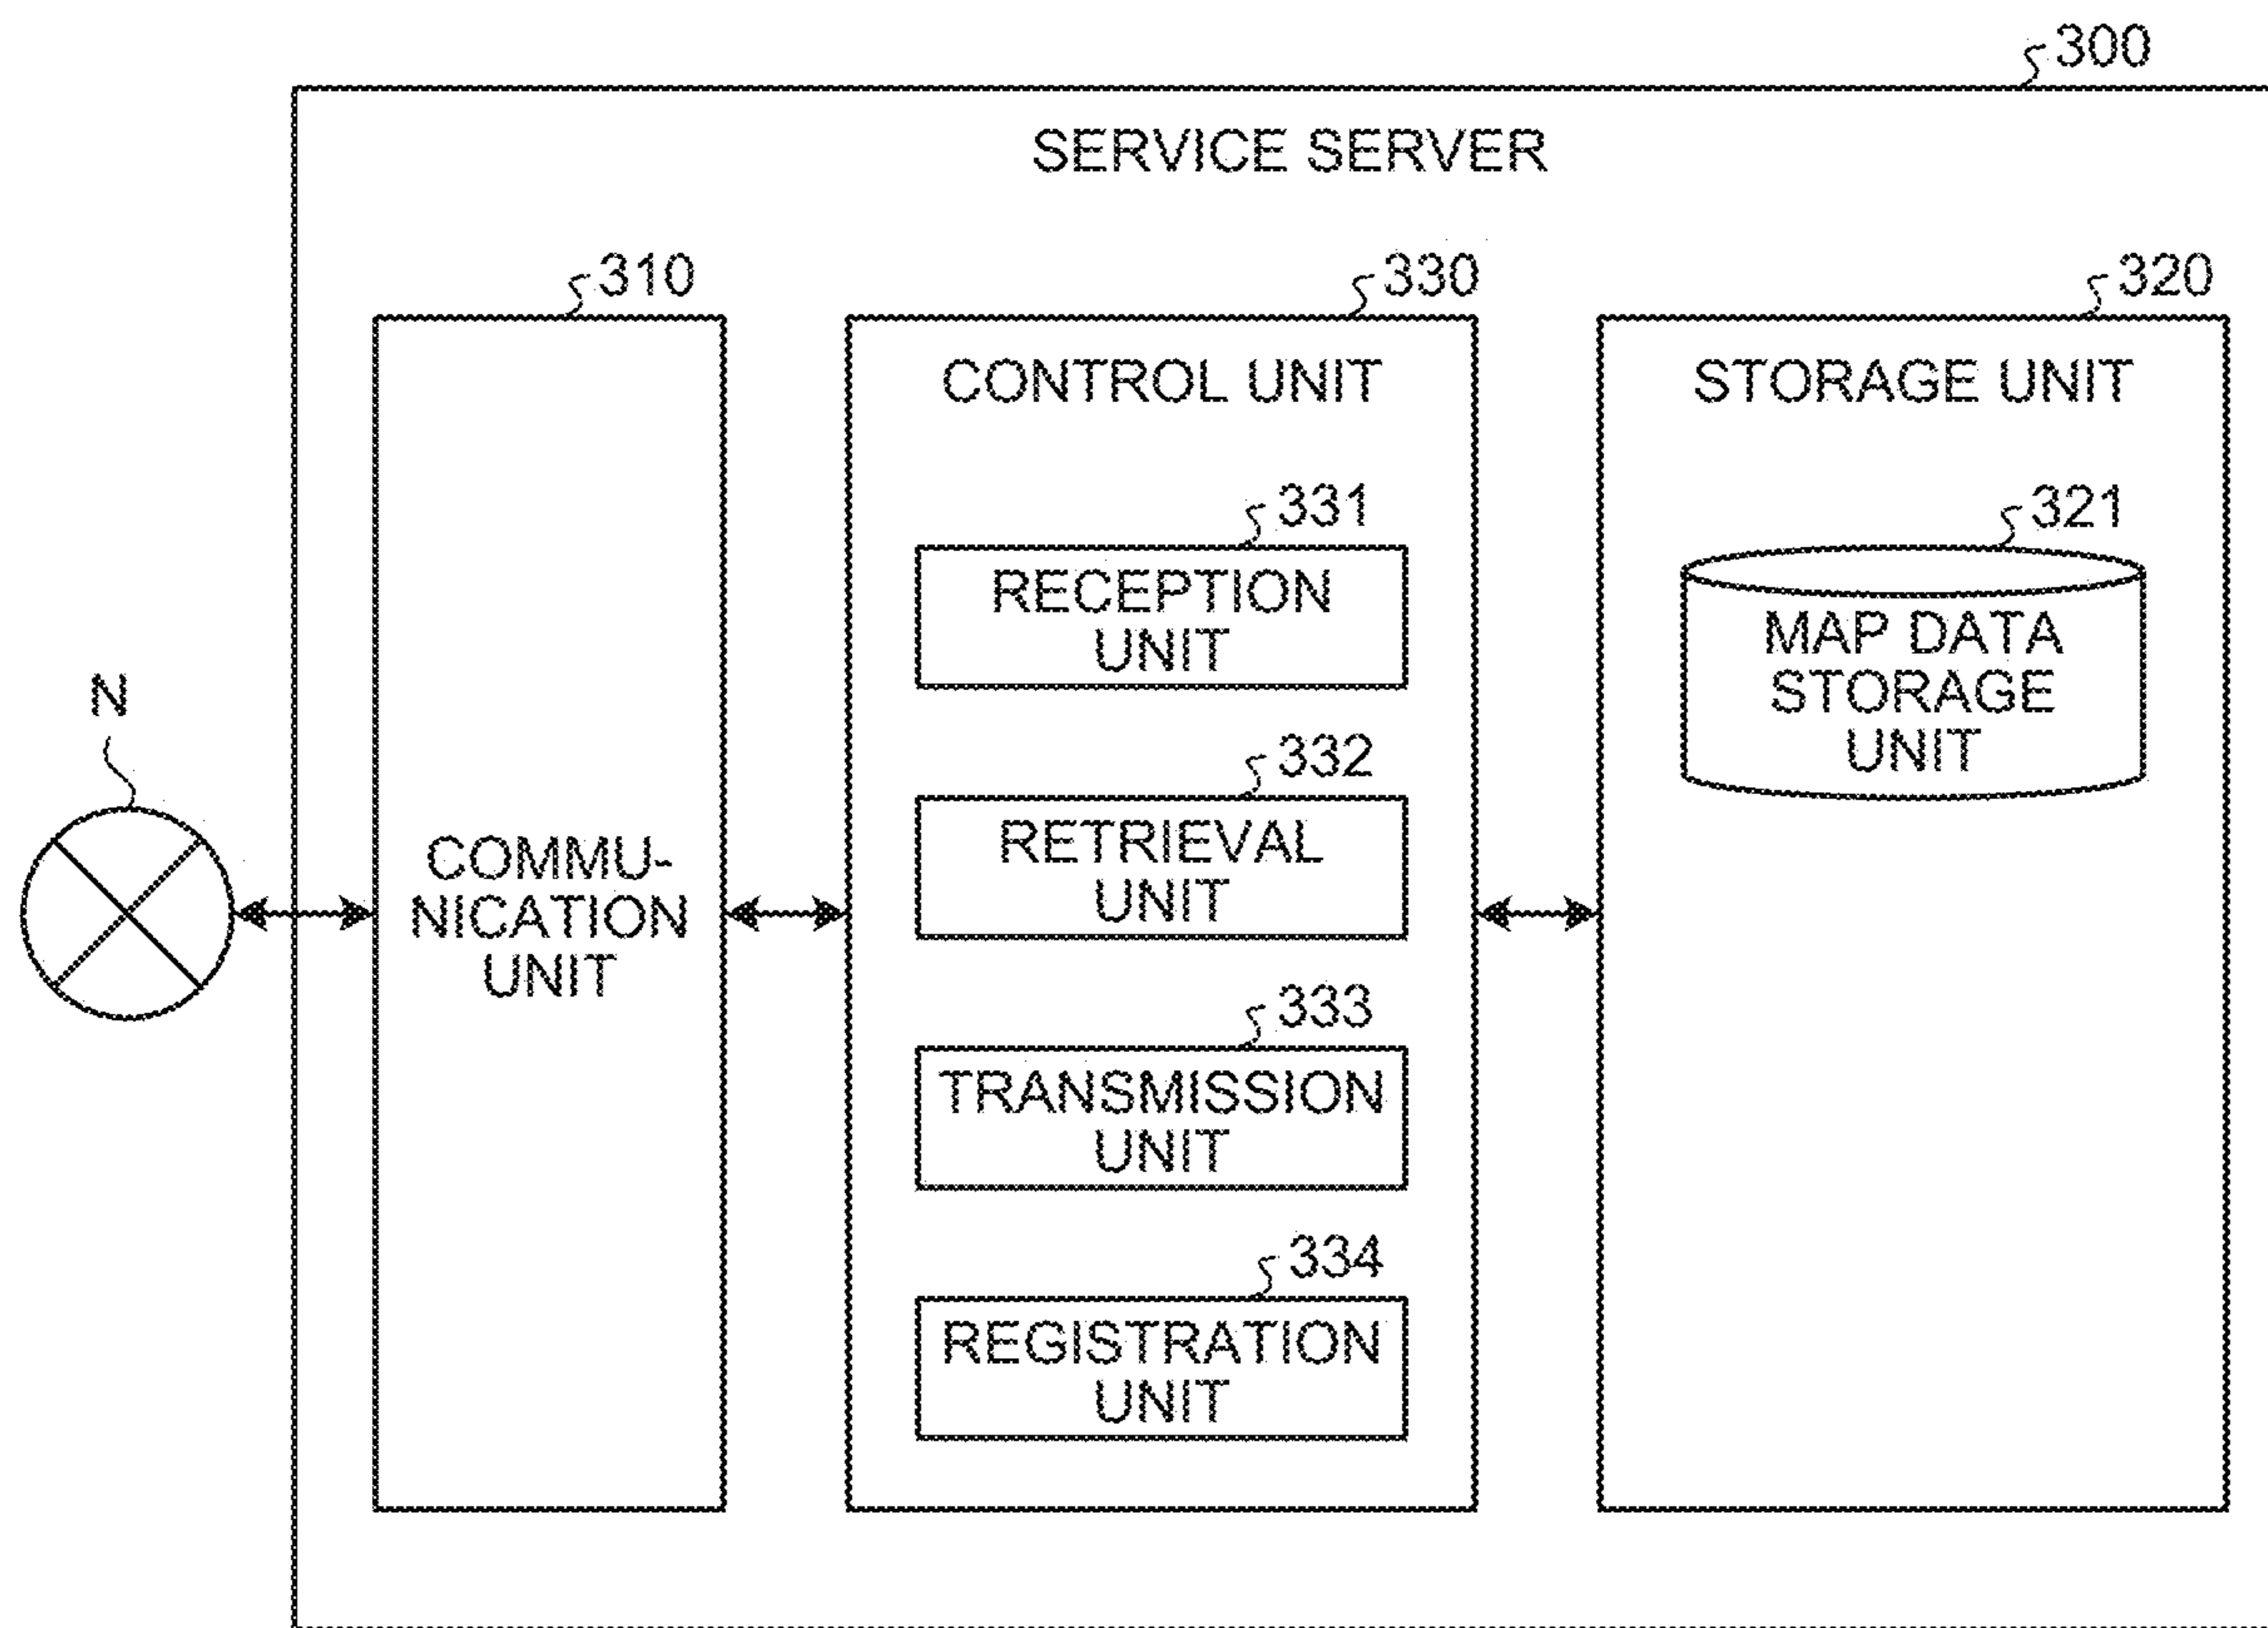 300
SERVICE SERVER
310
330
320
CONTROL UNIT
STORAGE UNIT
331
321
RECEPTION
UNIT
MAP DATA
STORAGE
UNIT
N
332
RETRIEVAL
UNIT
COMMU-
NICATION
UNIT
333
TRANSMISSION
UNIT
334
REGISTRATION
UNIT